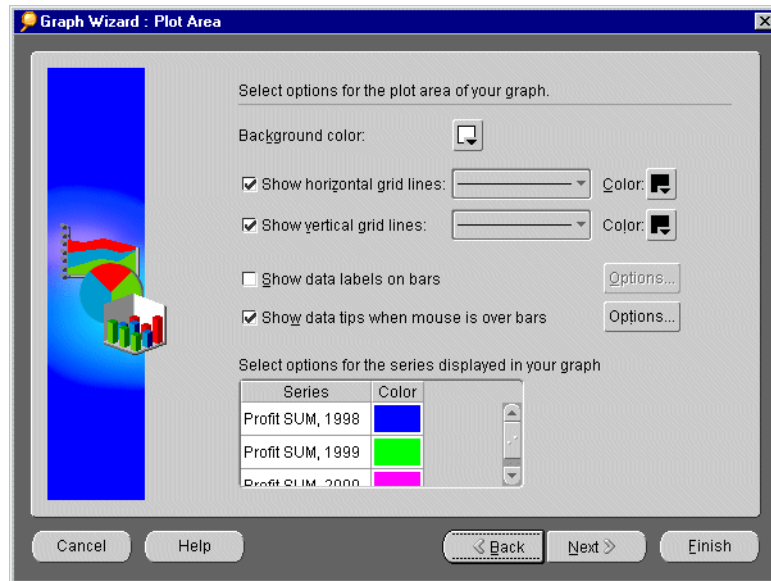 Graph Wizard : Plot Area
Select options for the plot area of your graph.
Background color:
Show horizontal grid lines: Color:
Show vertical grid lines: Color:
Show data labels on bars Options...
Show data tips when mouse is over bars Options...
Select options for the series displayed in your graph
Series Color
Profit SUM, 1998
Profit SUM, 1999
Profit SUM, 2000
Cancel Help Back Next Finish